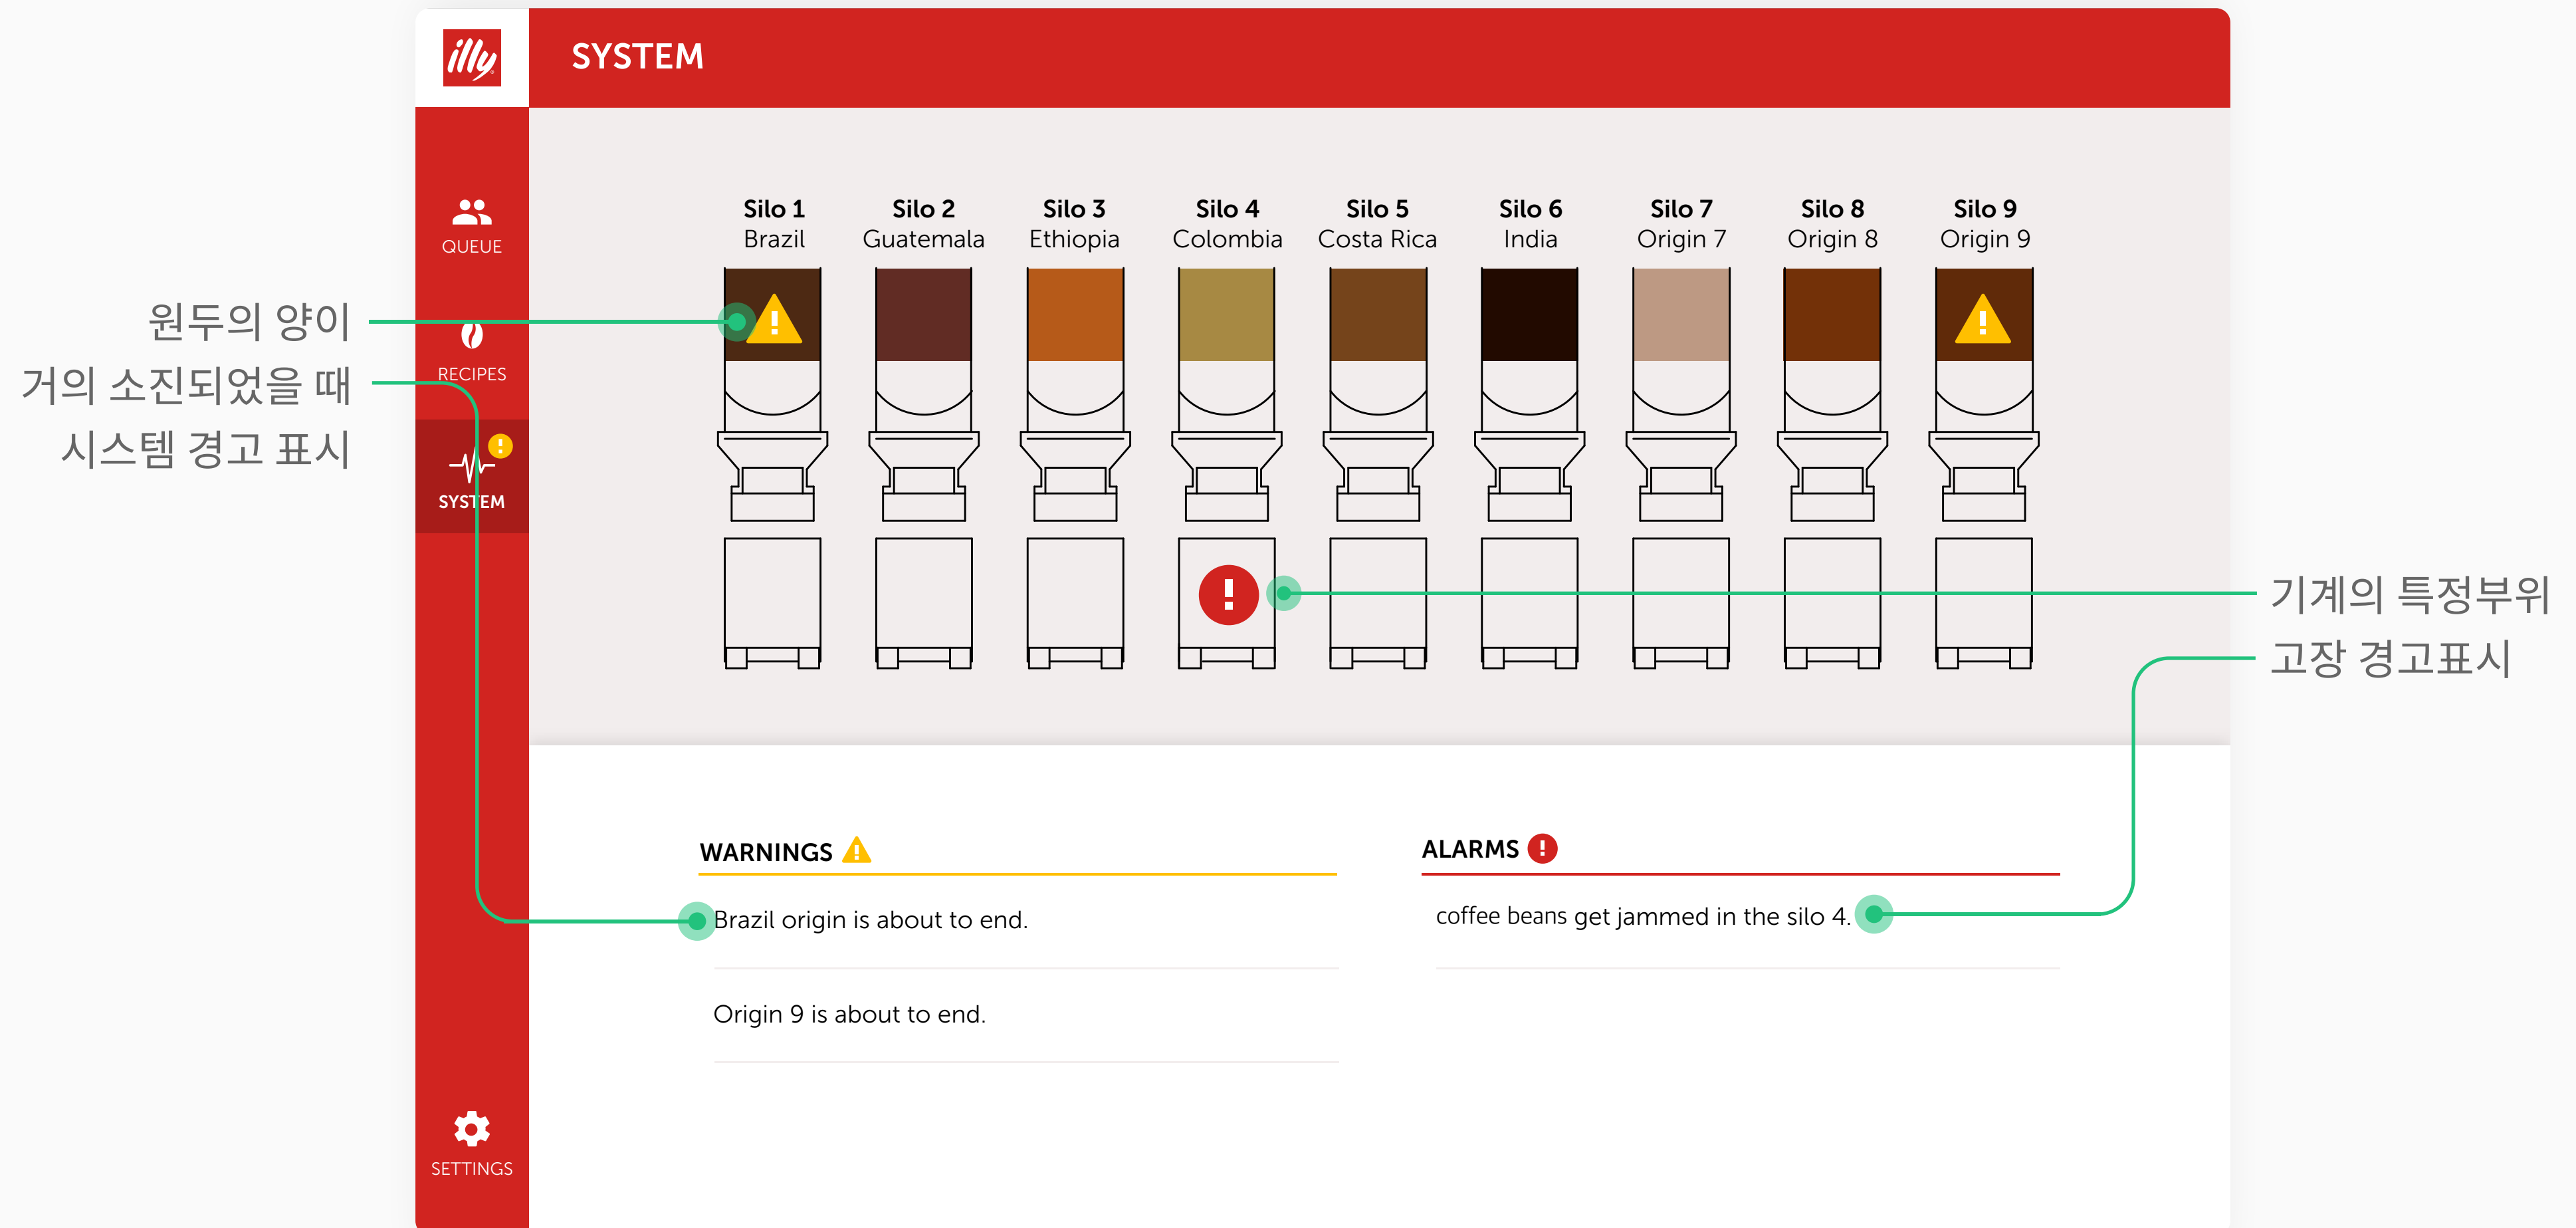 illy
SYSTEM
QUEUE
RECIPES
SYSTEM
SETTINGS
원두의 양이
거의 소진되었을 때
시스템 경고 표시
Silo 1
Brazil
Silo 2
Guatemala
Silo 3
Ethiopia
Silo 4
Colombia
Silo 5
Costa Rica
Silo 6
India
Silo 7
Origin 7
Silo 8
Origin 8
Silo 9
Origin 9
기계의 특정부위
고장 경고표시
WARNINGS
Brazil origin is about to end.
Origin 9 is about to end.
ALARMS
coffee beans get jammed in the silo 4.